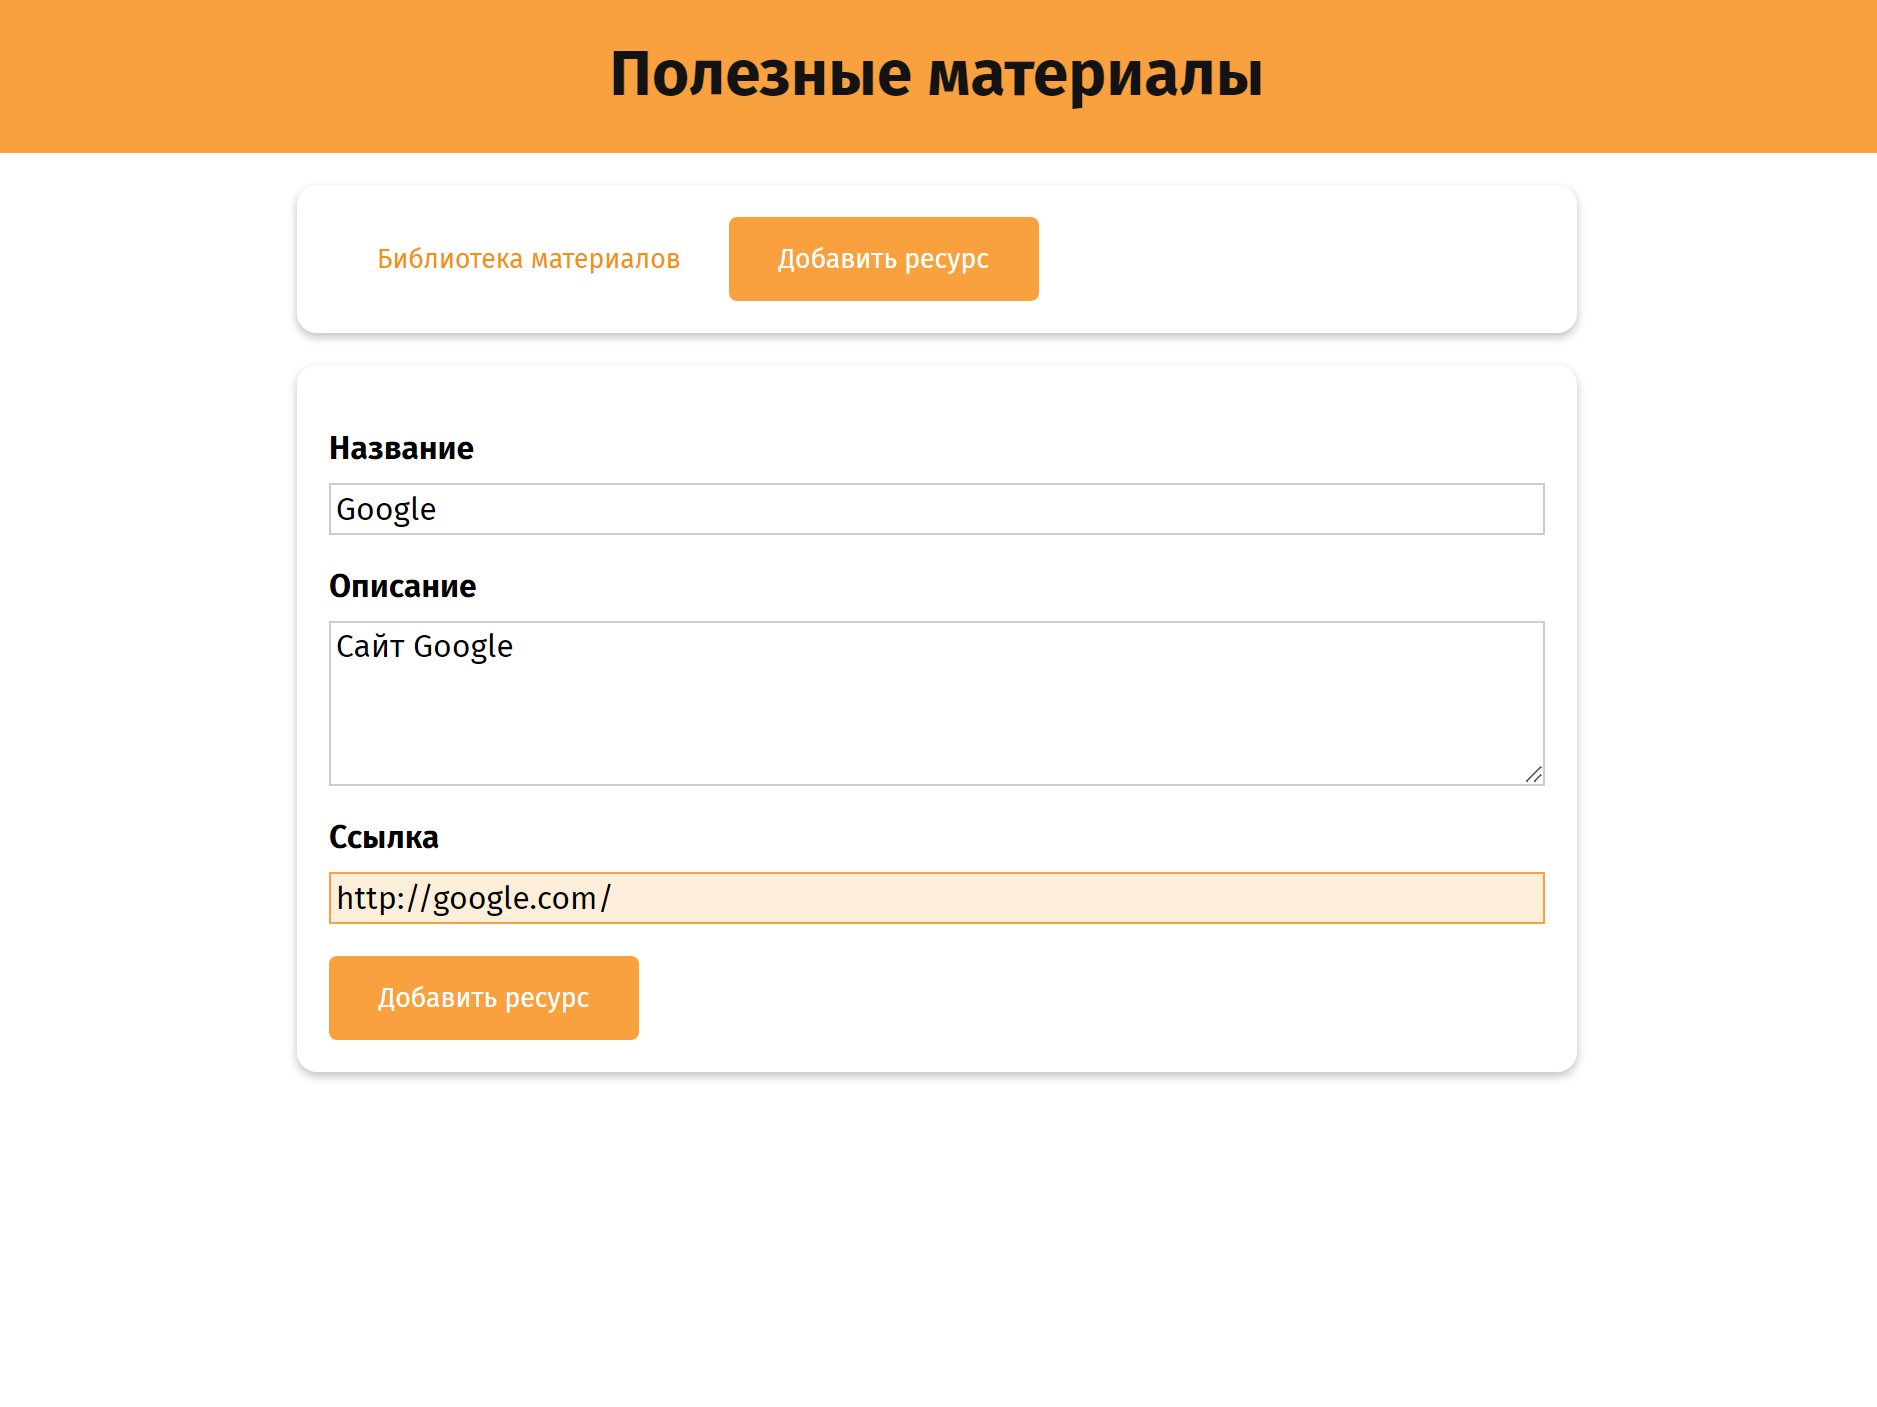 Полезные материалы
Библиотека материалов
Добавить ресурс
Название
Google
Описание
Сайт Google
Ссылка
http://google.com/
Добавить ресурс